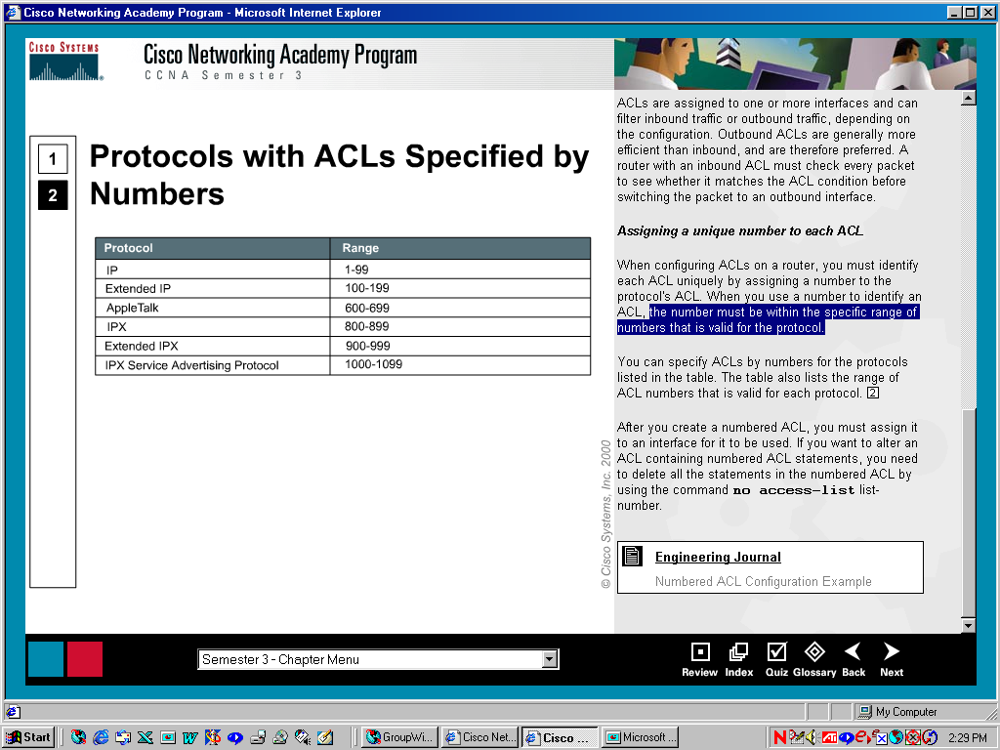 Cisco Networking Academy Program - Microsoft Internet Explorer
CISCO SYSTEMS
Cisco Networking Academy Program
CCNA Semester 3
1
2
Protocols with ACLs Specified by
Numbers
Protocol Range
IP 1-99
Extended IP 100-199
AppleTalk 600-699
IPX 800-899
Extended IPX 900-999
IPX Service Advertising Protocol 1000-1099
© Cisco Systems, Inc. 2000
ACLs are assigned to one or more interfaces and can
filter inbound traffic or outbound traffic, depending on
the configuration. Outbound ACLs are generally more
efficient than inbound, and are therefore preferred. A
router with an inbound ACL must check every packet
to see whether it matches the ACL condition before
switching the packet to an outbound interface.
Assigning a unique number to each ACL
When configuring ACLs on a router, you must identify
each ACL uniquely by assigning a number to the
protocol's ACL. When you use a number to identify an
ACL, the number must be within the specific range of
numbers that is valid for the protocol.
You can specify ACLs by numbers for the protocols
listed in the table. The table also lists the range of
ACL numbers that is valid for each protocol. 2
After you create a numbered ACL, you must assign it
to an interface for it to be used. If you want to alter an
ACL containing numbered ACL statements, you need
to delete all the statements in the numbered ACL by
using the command no access-list list-
number.
Engineering Journal
Numbered ACL Configuration Example
Semester 3 - Chapter Menu
Review Index Quiz Glossary Back Next
My Computer
Start GroupWi... Cisco Net... Cisco ... Microsoft ... 2:29 PM